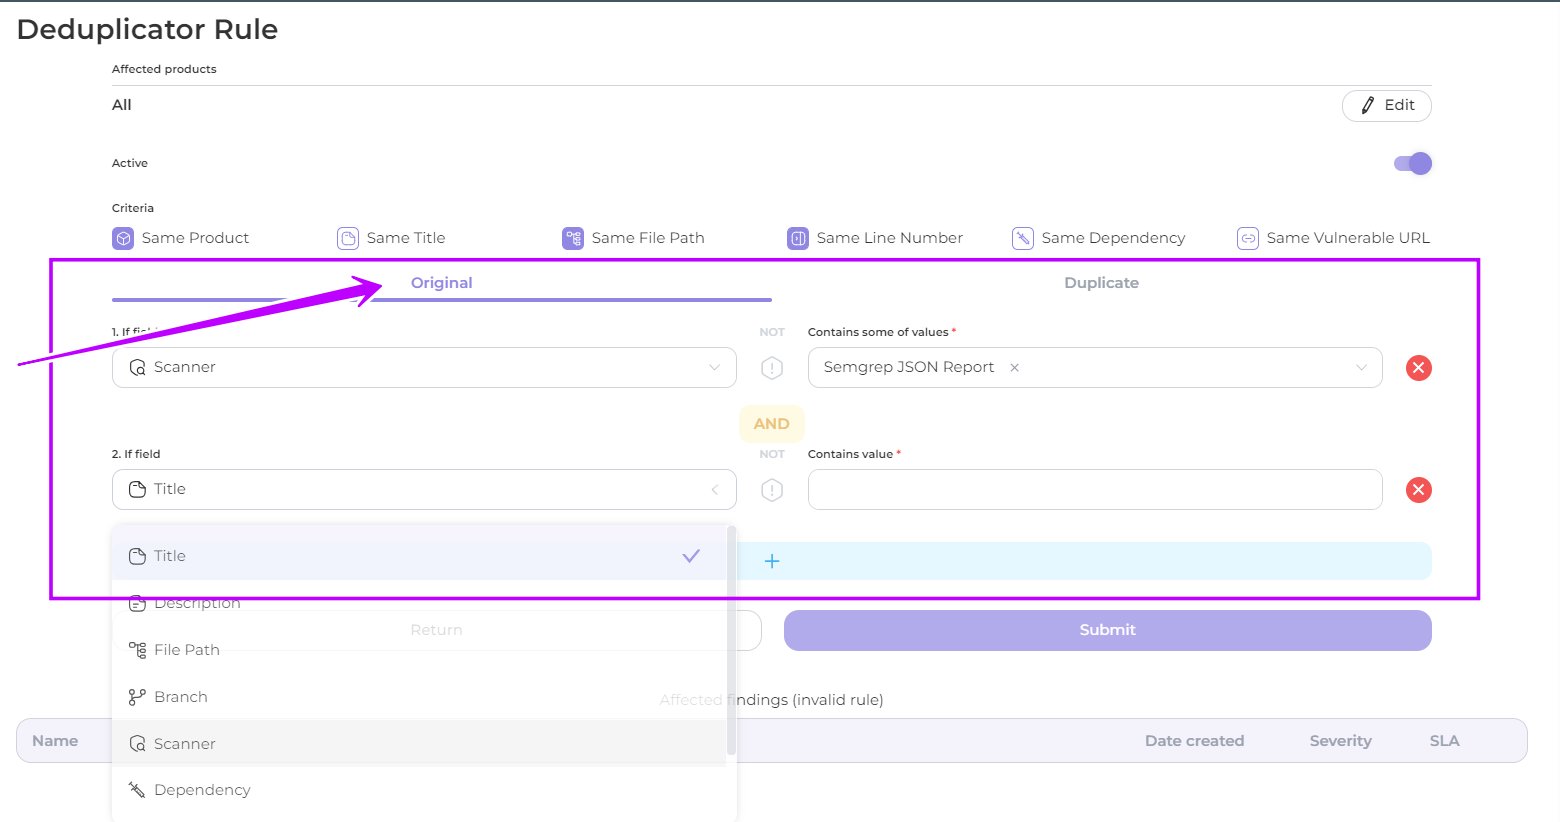 Deduplicator Rule
Affected products
All
Edit
Active
Criteria
Same Product Same Title Same File Path Same Line Number Same Dependency Same Vulnerable URL
Original Duplicate
1. If field NOT Contains some of values *
Scanner Semgrep JSON Report ×
AND
2. If field NOT Contains value *
Title
Title
+
Description
Return Submit
File Path
Branch
Affected findings (invalid rule)
Name Date created Severity SLA
Scanner
Dependency